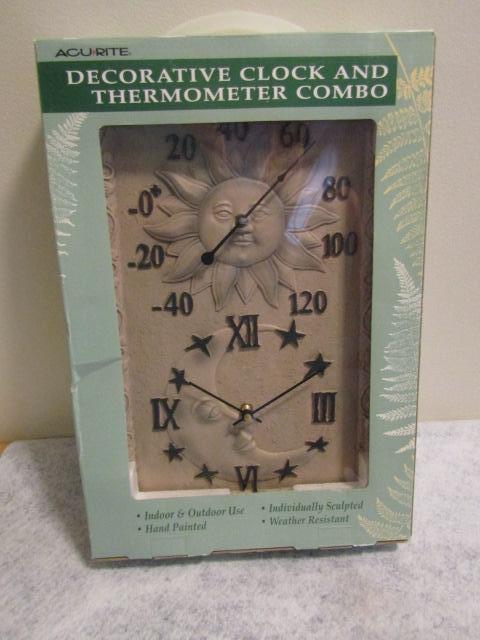 ACU RITE
DECORATIVE CLOCK AND
THERMOMETER COMBO
20 40 60
-0+ 80
-20 100
-40 120
XII
IX III
VI
• Indoor & Outdoor Use • Individually Sculpted
• Hand Painted • Weather Resistant